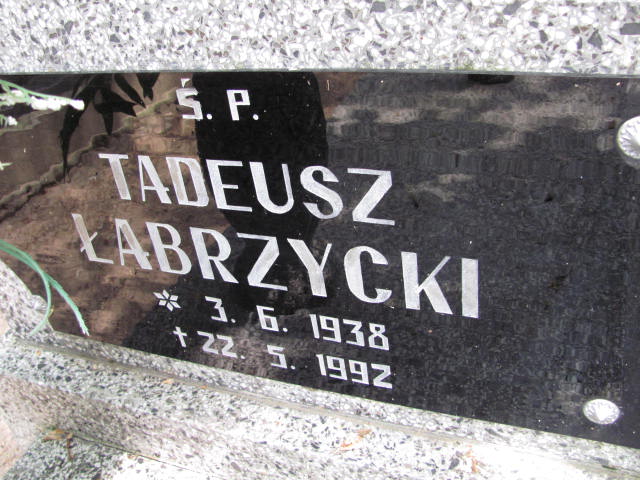 Ś. P.
TADEUSZ
ŁABRZYCKI
* 3. 6. 1938
† 22. 5. 1992